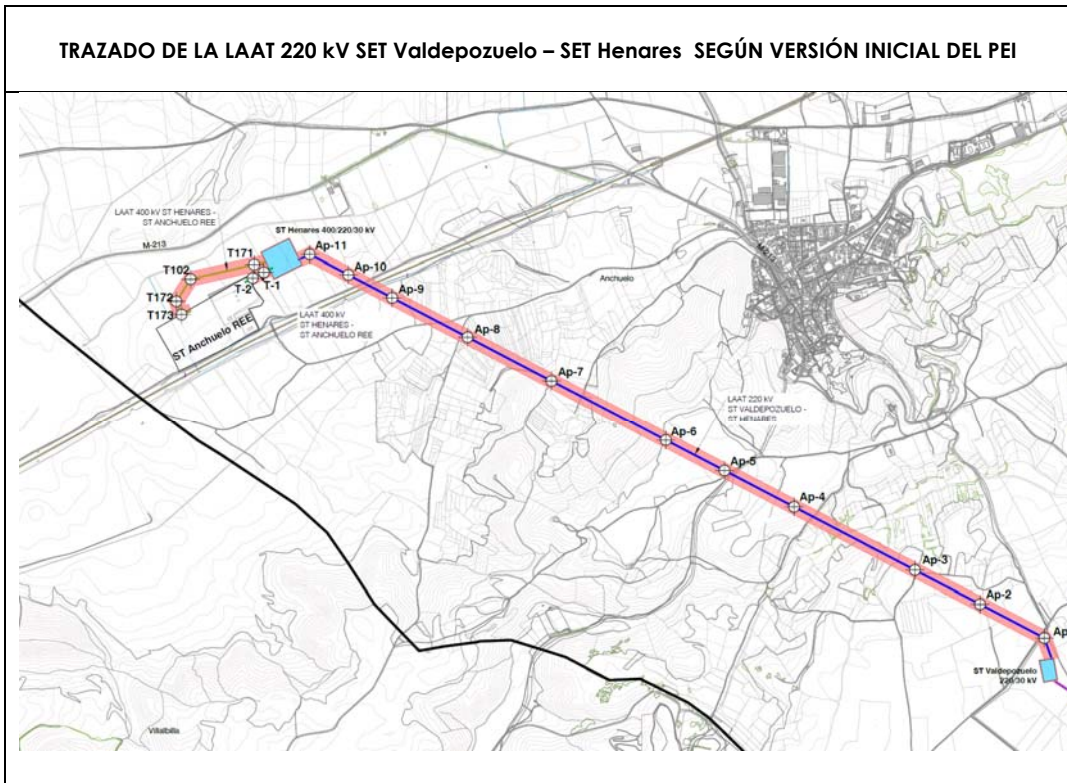 TRAZADO DE LA LAAT 220 kV SET Valdepozuelo – SET Henares SEGÚN VERSIÓN INICIAL DEL PEI
LAAT 400 kV ST HENARES -
ST ANCHUELO REE
M-213
ST Henares 400/220/30 kV
T171
T102
T172
T173
T-1
T-2
ST Anchuelo REE
LAAT 400 kV
ST HENARES -
ST ANCHUELO REE
Ap-11
Ap-10
Ap-9
Ap-8
Ap-7
Ap-6
Ap-5
Ap-4
Ap-3
Ap-2
Ap
Anchuelo
LAAT 220 kV
ST VALDEPOZUELO -
ST HENARES
ST Valdepozuelo
220/30 kV
Villalbilla